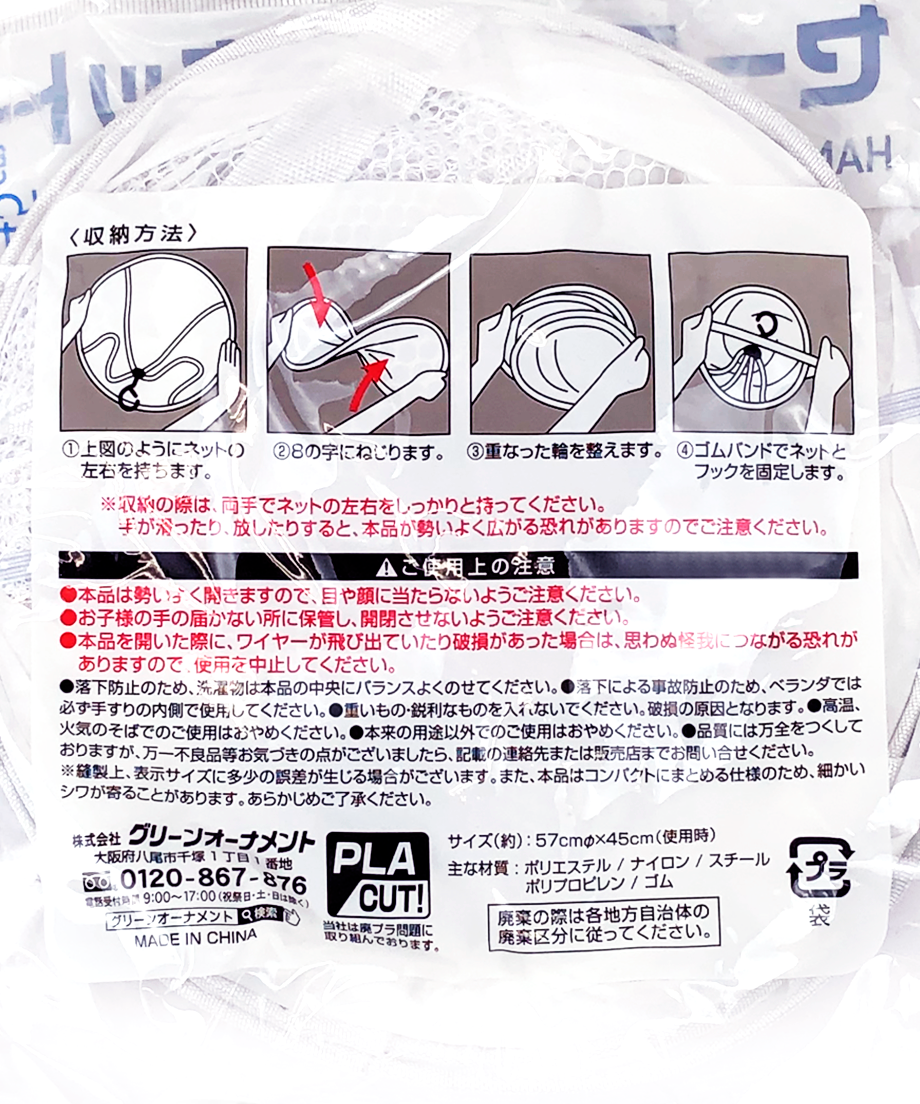 HAM
〈収納方法〉
①上図のようにネットの
左右を持ちます。
②8の字にねじります。
③重なった輪を整えます。
④ゴムバンドでネットと
フックを固定します。
※収納の際は、両手でネットの左右をしっかりと持ってください。
手が滑ったり、放したりすると、本品が勢いよく広がる恐れがありますのでご注意ください。
⚠ご使用上の注意
●本品は勢いよく開きますので、目や顔に当たらないようご注意ください。
●お子様の手の届かない所に保管し、開閉させないようご注意ください。
●本品を開いた際に、ワイヤーが飛び出ていたり破損があった場合は、思わぬ怪我につながる恐れが
ありますので、使用を中止してください。
●落下防止のため、洗濯物は本品の中央にバランスよくのせてください。●落下による事故防止のため、ベランダでは
必ず手すりの内側で使用してください。●重いもの・鋭利なものを入れないでください。破損の原因となります。●高温、
火気のそばでのご使用はおやめください。●本来の用途以外でのご使用はおやめください。●品質には万全をつくして
おりますが、万一不良品等お気づきの点がございましたら、記載の連絡先または販売店までお問い合せください。
※縫製上、表示サイズに多少の誤差が生じる場合がございます。また、本品はコンパクトにまとめる仕様のため、細かい
シワが寄ることがあります。あらかじめご了承ください。
株式会社 グリーンオーナメント
大阪府八尾市千塚1丁目1番地
0120-867-876
電話受付時間 9:00〜17:00(祝祭日・土・日は除く)
グリーンオーナメント 検索
MADE IN CHINA
PLA
CUT!
当社は廃プラ問題に
取り組んでおります。
サイズ(約):57cmφ×45cm(使用時)
主な材質:ポリエステル / ナイロン / スチール
ポリプロピレン / ゴム
廃棄の際は各地方自治体の
廃棄区分に従ってください。
プラ
袋